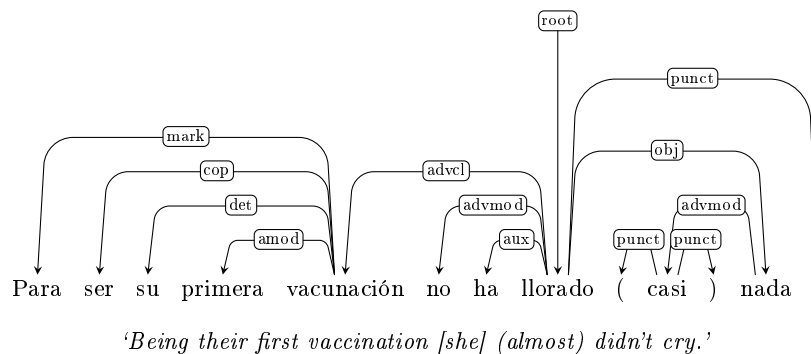 root
punct
mark
obj
cop
advcl
det
advmod
advmod
amod
aux
punct
punct
Para ser su primera vacunación no ha llorado ( casi ) nada
‘Being their first vaccination [she] (almost) didn’t cry.’